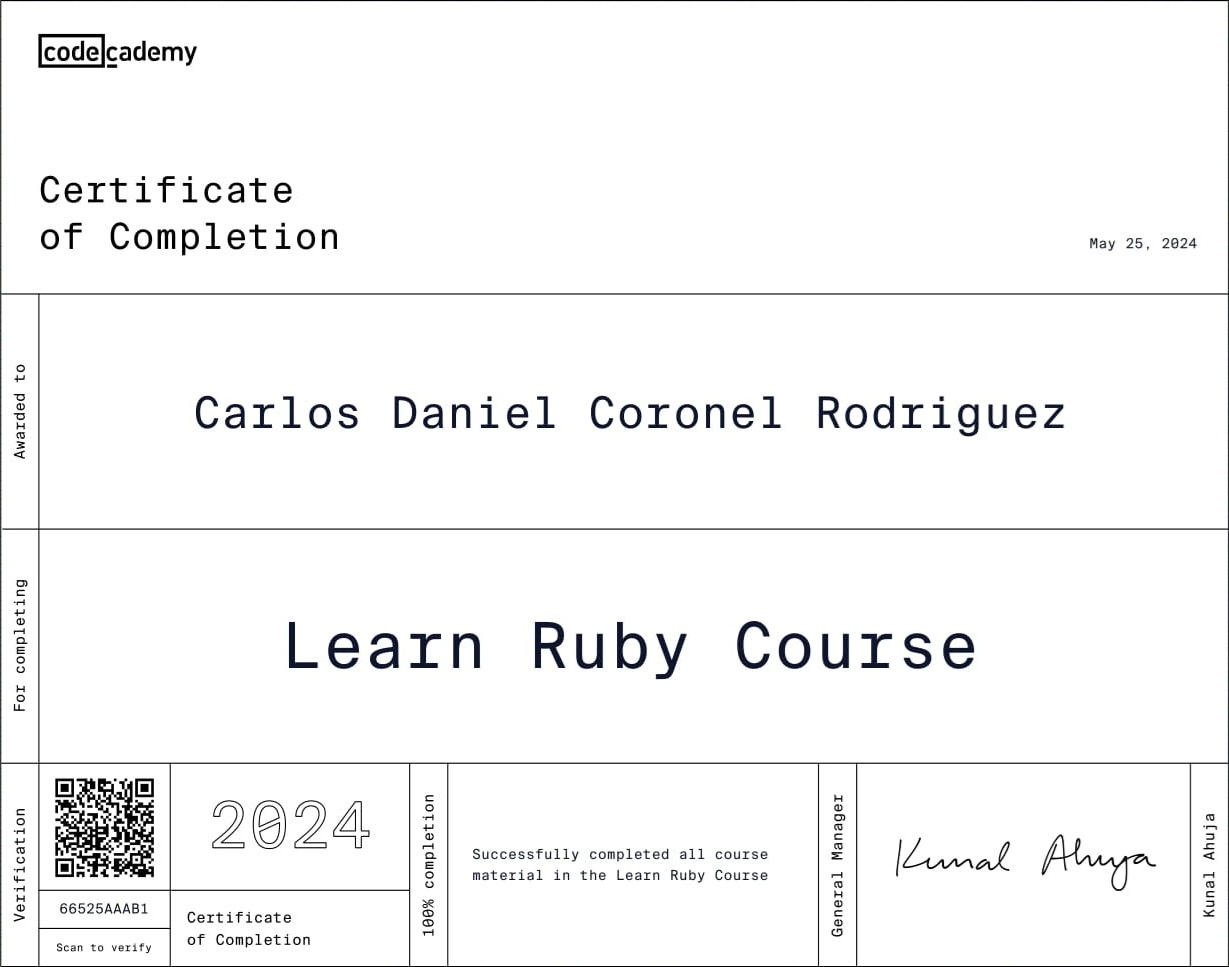 codecademy
Certificate
of Completion
May 25, 2024
Awarded to
Carlos Daniel Coronel Rodriguez
For completing
Learn Ruby Course
Verification
66525AAAB1
Scan to verify
2024
Certificate
of Completion
100% completion
Successfully completed all course
material in the Learn Ruby Course
General Manager
Kunal Ahuja
Kunal Ahuja